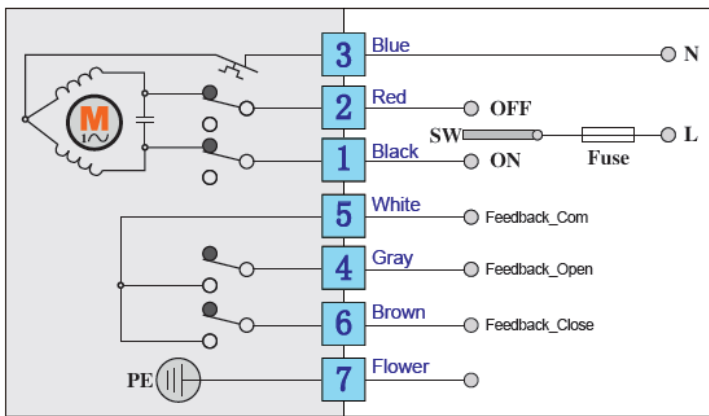 3 Blue N
2 Red OFF
M
1~
SW Fuse L
1 Black ON
5 White Feedback_Com
4 Gray Feedback_Open
6 Brown Feedback_Close
PE 7 Flower